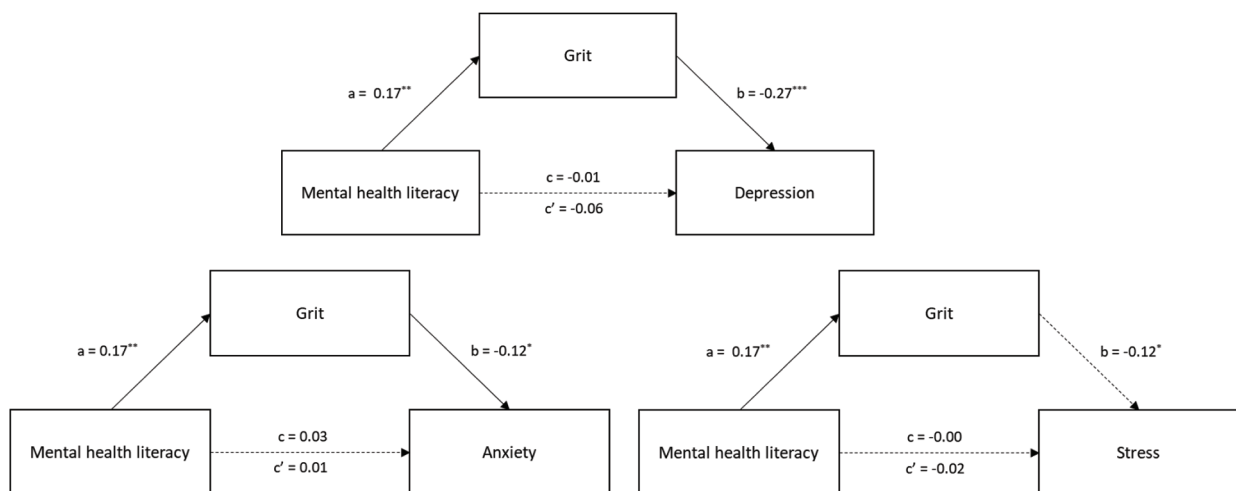 Grit
a = 0.17**
b = -0.27***
Mental health literacy
c = -0.01
c’ = -0.06
Depression
Grit
a = 0.17**
b = -0.12*
Mental health literacy
c = 0.03
c’ = 0.01
Anxiety
Grit
a = 0.17**
b = -0.12*
Mental health literacy
c = -0.00
c’ = -0.02
Stress